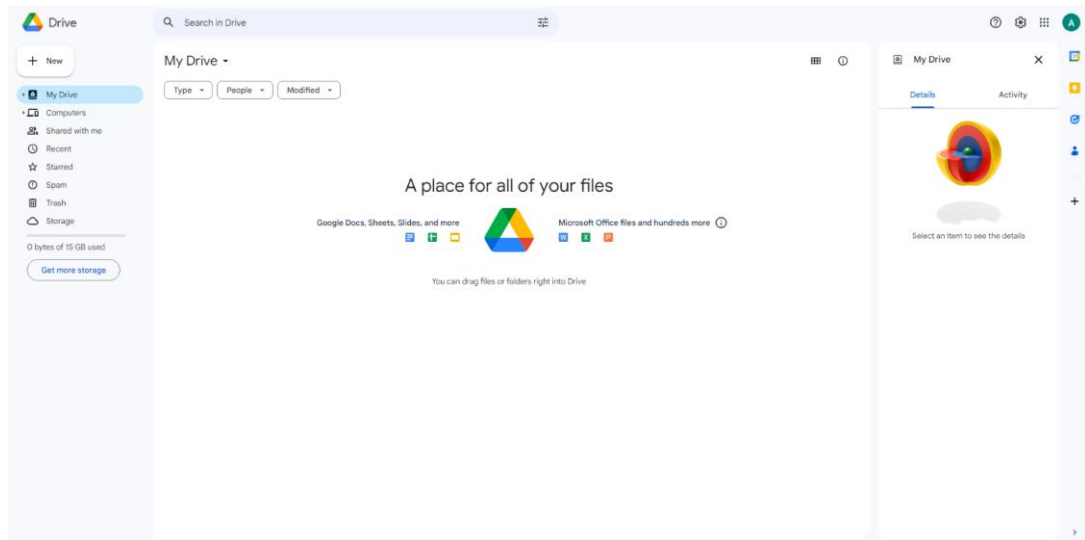 Drive
Search in Drive
A
New
My Drive
Computers
Shared with me
Recent
Starred
Spam
Trash
Storage
0 bytes of 15 GB used
Get more storage
My Drive
Type
People
Modified
A place for all of your files
Google Docs, Sheets, Slides, and more
Microsoft Office files and hundreds more
W X P
You can drag files or folders right into Drive
My Drive
Details Activity
Select an item to see the details